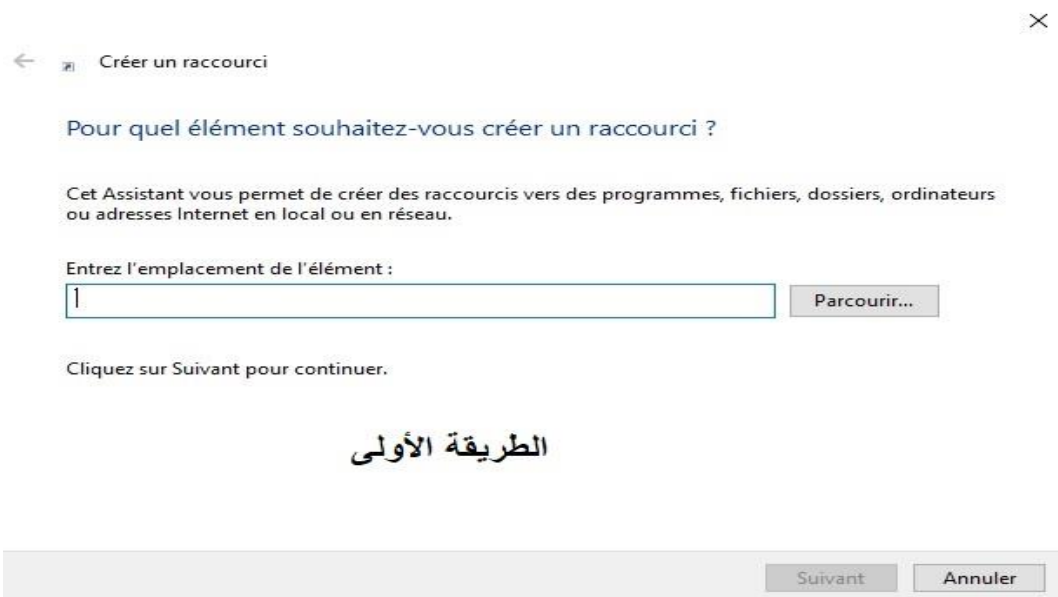 Créer un raccourci
Pour quel élément souhaitez-vous créer un raccourci ?
Cet Assistant vous permet de créer des raccourcis vers des programmes, fichiers, dossiers, ordinateurs
ou adresses Internet en local ou en réseau.
Entrez l'emplacement de l'élément :
Parcourir...
Cliquez sur Suivant pour continuer.
الطريقة الأولى
Suivant
Annuler